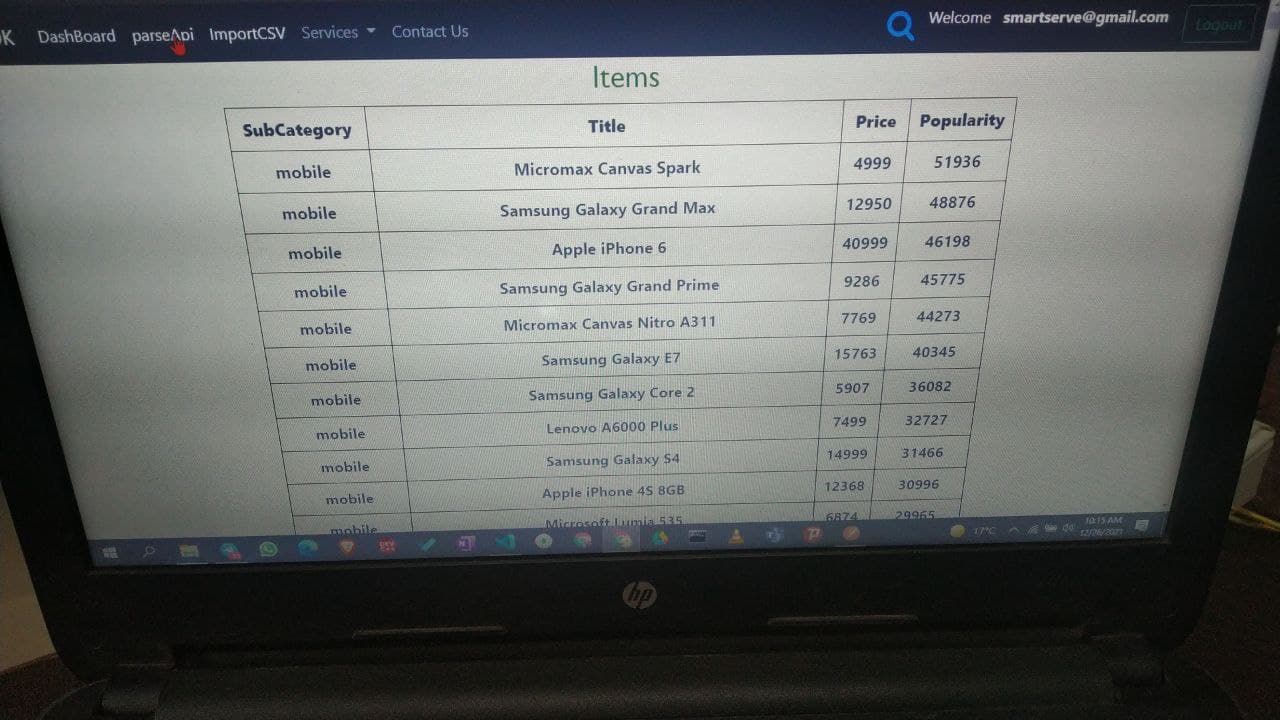 K DashBoard parseApi ImportCSV Services Contact Us Welcome smartserve@gmail.com Logout
Items
SubCategory Title Price Popularity
mobile Micromax Canvas Spark 4999 51936
mobile Samsung Galaxy Grand Max 12950 48876
mobile Apple iPhone 6 40999 46198
mobile Samsung Galaxy Grand Prime 9286 45775
mobile Micromax Canvas Nitro A311 7769 44273
mobile Samsung Galaxy E7 15763 40345
mobile Samsung Galaxy Core 2 5907 36082
mobile Lenovo A6000 Plus 7499 32727
mobile Samsung Galaxy S4 14999 31466
mobile Apple iPhone 4S 8GB 12368 30996
mobile Microsoft Lumia 535 6874 29965
17°C 10:15 AM
12/26/2021
hp